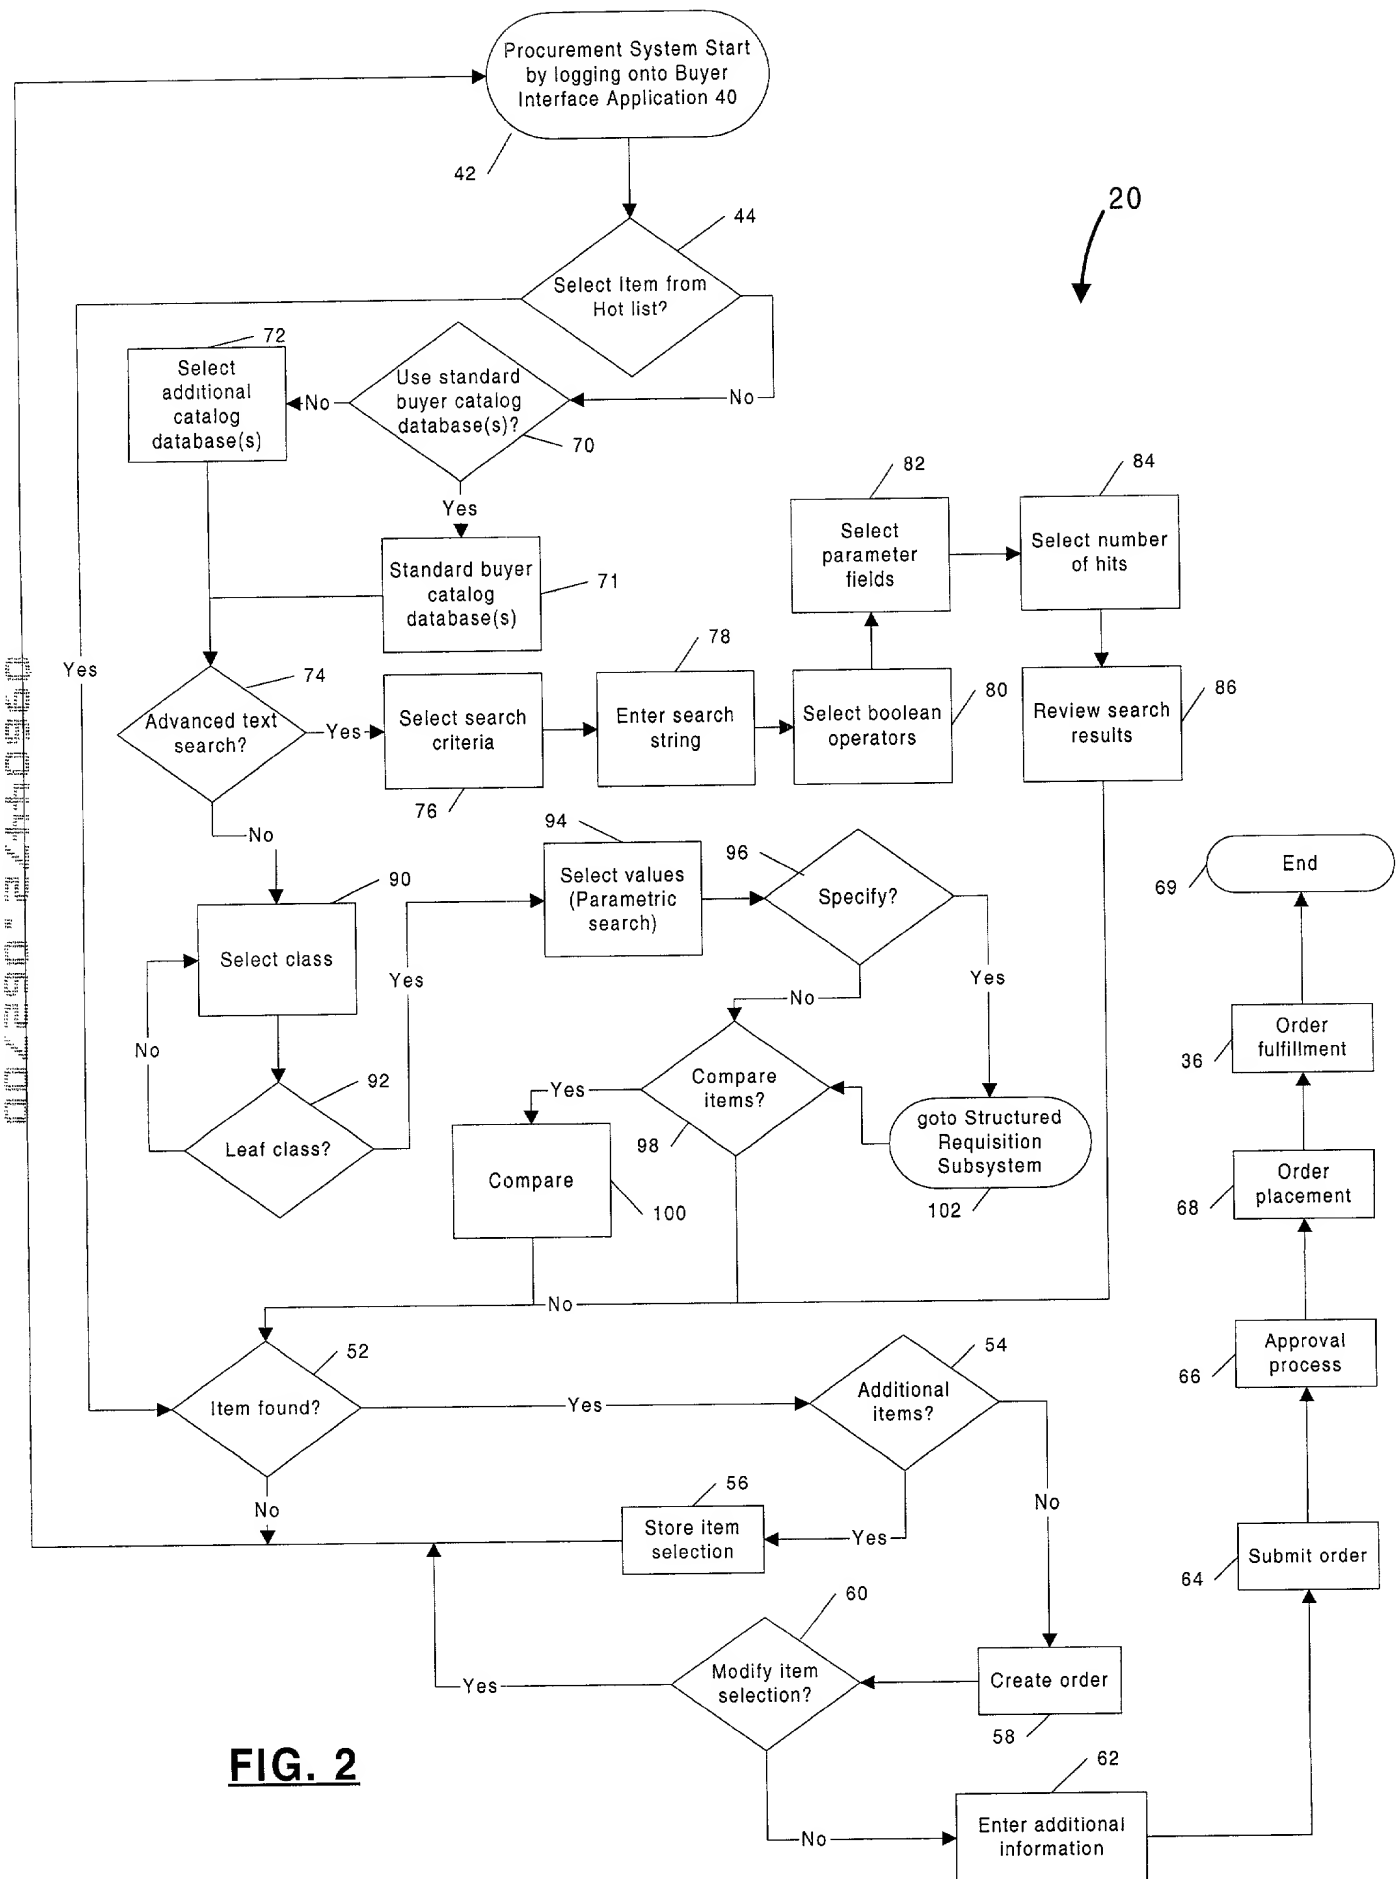 Procurement System Start
by logging onto Buyer
Interface Application 40
42
20
44
Select Item from
Hot list?
72
Select
additional
catalog
database(s)
No
Use standard
buyer catalog
database(s)?
No
70
Yes
82
84
Select
parameter
fields
Select number
of hits
Standard buyer
catalog
database(s)
71
Yes
78
74
86
Advanced text
search?
Yes
Select search
criteria
Enter search
string
Select boolean
operators
80
Review search
results
76
No
94
96
90
Select values
(Parametric
search)
Specify?
End
69
Select class
Yes
Yes
No
No
Order
fulfillment
36
92
Compare
items?
Yes
goto Structured
Requisition
Subsystem
98
Leaf class?
Compare
100
102
Order
placement
68
No
52
54
Approval
process
66
Item found?
Yes
Additional
items?
No
56
No
Store item
selection
Yes
Submit order
64
60
Modify item
selection?
Yes
Create order
58
FIG. 2
62
No
Enter additional
information